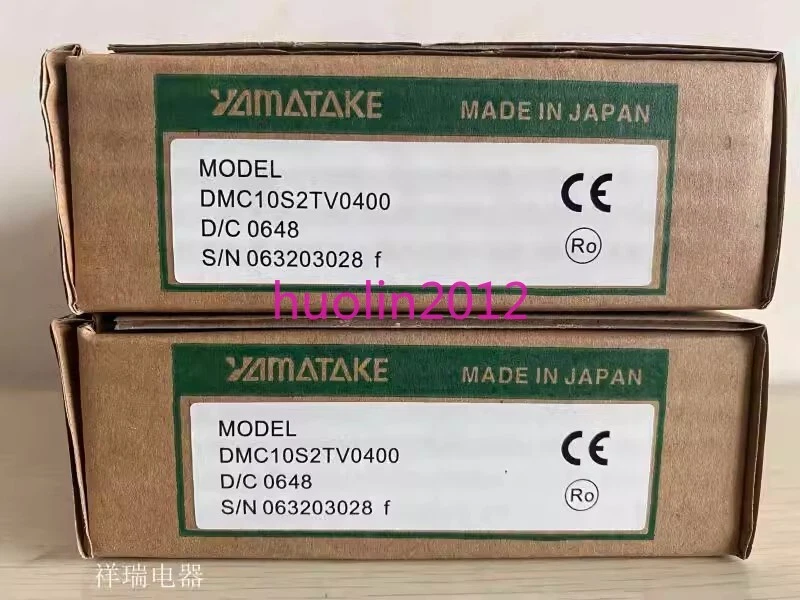 YAMATAKE MADE IN JAPAN
MODEL
DMC10S2TV0400
D/C 0648
S/N 063203028 f
CE
Ro
huolin2012
YAMATAKE MADE IN JAPAN
MODEL
DMC10S2TV0400
D/C 0648
S/N 063203028 f
CE
Ro
祥瑞电器